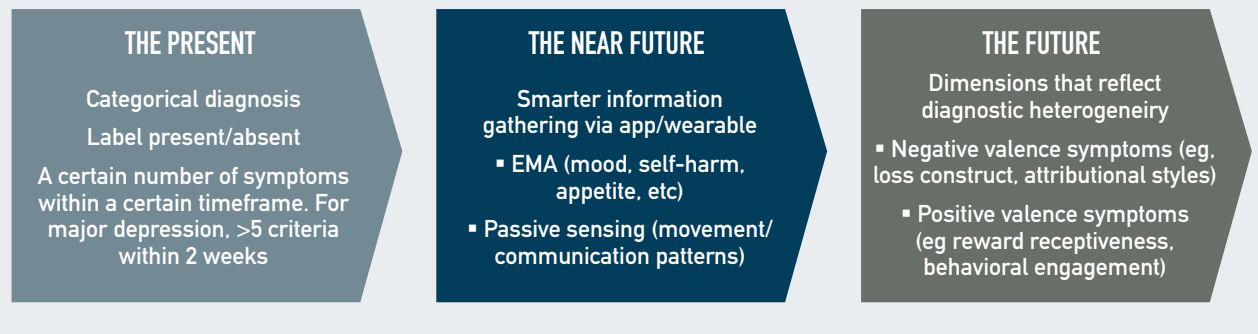 THE PRESENT
Categorical diagnosis
Label present/absent
A certain number of symptoms
within a certain timeframe. For
major depression, >5 criteria
within 2 weeks
THE NEAR FUTURE
Smarter information
gathering via app/wearable
▪ EMA (mood, self-harm,
appetite, etc)
▪ Passive sensing (movement/
communication patterns)
THE FUTURE
Dimensions that reflect
diagnostic heterogeneiry
▪ Negative valence symptoms (eg,
loss construct, attributional styles)
▪ Positive valence symptoms
(eg reward receptiveness,
behavioral engagement)